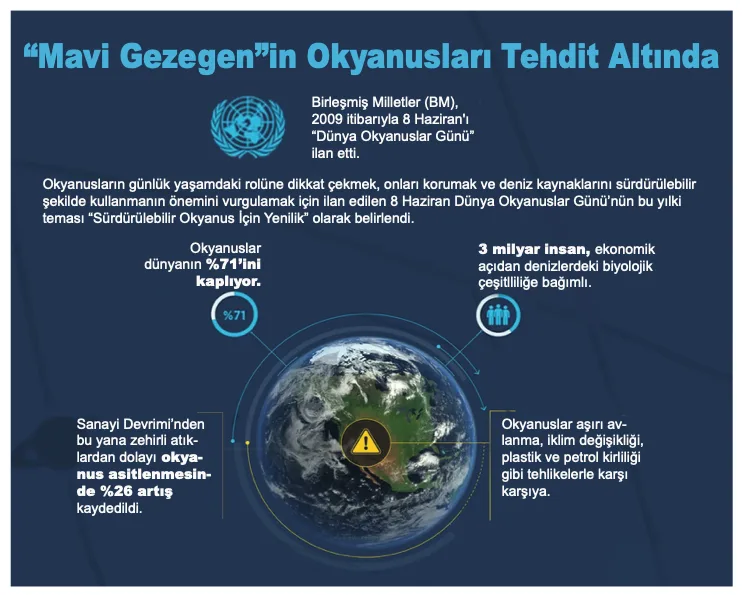 “Mavi Gezegen”in Okyanusları Tehdit Altında
Birleşmiş Milletler (BM),
2009 itibarıyla 8 Haziran'ı
“Dünya Okyanuslar Günü”
ilan etti.
Okyanusların günlük yaşamdaki rolüne dikkat çekmek, onları korumak ve deniz kaynaklarını sürdürülebilir
şekilde kullanmanın önemini vurgulamak için ilan edilen 8 Haziran Dünya Okyanuslar Günü’nün bu yılki
teması “Sürdürülebilir Okyanus İçin Yenilik” olarak belirlendi.
Okyanuslar
dünyanın %71’ini
kaplıyor.
%71
3 milyar insan, ekonomik
açıdan denizlerdeki biyolojik
çeşitliliğe bağımlı.
Sanayi Devrimi’nden
bu yana zehirli atık-
lardan dolayı okya-
nus asitlenmesin-
de %26 artış
kaydedildi.
Okyanuslar aşırı av-
lanma, iklim değişikliği,
plastik ve petrol kirliliği
gibi tehlikelerle karşı
karşıya.